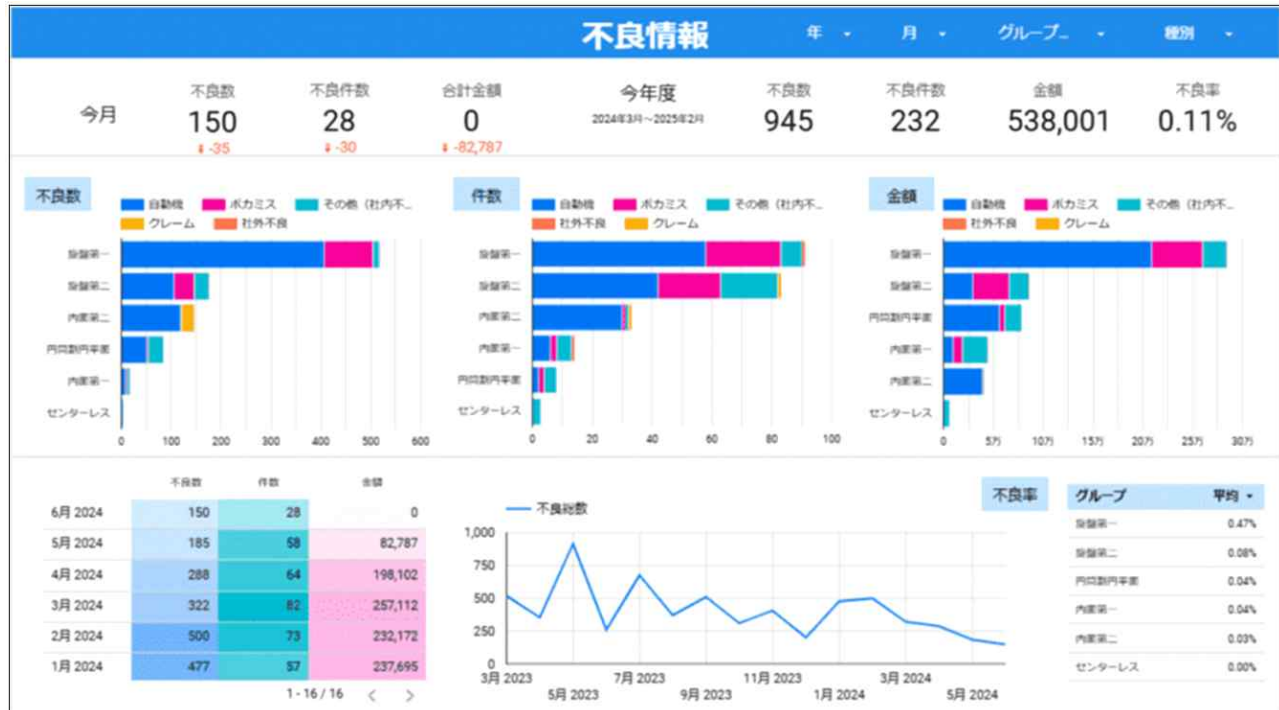 不良情報
年 月 グループ... 種別
今月
不良数 不良件数 合計金額
150 28 0
-35 -30 -82,787
今年度
2024年3月～2025年2月
不良数 不良件数 金額 不良率
945 232 538,001 0.11%
不良数
自動機 ポカミス その他（社内不...
クレーム 社外不良
旋盤第一
旋盤第二
内面第二
円筒割円平面
内面第一
センターレス
0 100 200 300 400 500 600
件数
自動機 ポカミス その他（社内不...
社外不良 クレーム
旋盤第一
旋盤第二
内面第二
内面第一
円筒割円平面
センターレス
0 20 40 60 80 100
金額
自動機 ポカミス その他（社内不...
社外不良 クレーム
旋盤第一
旋盤第二
円筒割円平面
内面第一
内面第二
センターレス
0 5万 10万 15万 20万 25万 30万
不良数 件数 金額
6月 2024 150 28 0
5月 2024 185 58 82,787
4月 2024 288 64 198,102
3月 2024 322 82 257,112
2月 2024 500 73 232,172
1月 2024 477 57 237,695
1 - 16 / 16 < >
不良総数
1,000
750
500
250
0
3月 2023 7月 2023 11月 2023 3月 2024
5月 2023 9月 2023 1月 2024 5月 2024
不良率
グループ 平均
旋盤第一 0.47%
旋盤第二 0.08%
円筒割円平面 0.04%
内面第一 0.04%
内面第二 0.03%
センターレス 0.00%